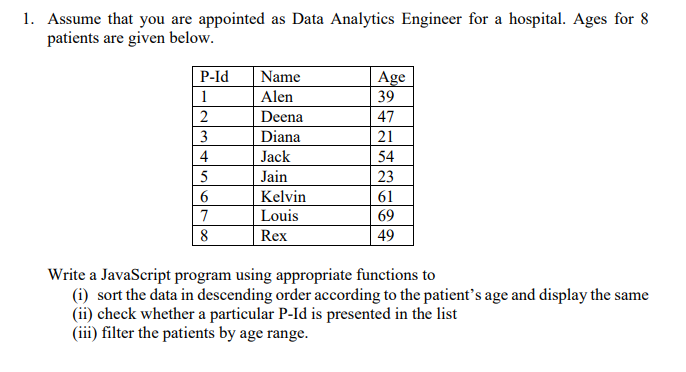 1. Assume that you are appointed as Data Analytics Engineer for a hospital. Ages for 8
patients are given below.
P-Id Name Age
1 Alen 39
2 Deena 47
3 Diana 21
4 Jack 54
5 Jain 23
6 Kelvin 61
7 Louis 69
8 Rex 49
Write a JavaScript program using appropriate functions to
(i) sort the data in descending order according to the patient’s age and display the same
(ii) check whether a particular P-Id is presented in the list
(iii) filter the patients by age range.